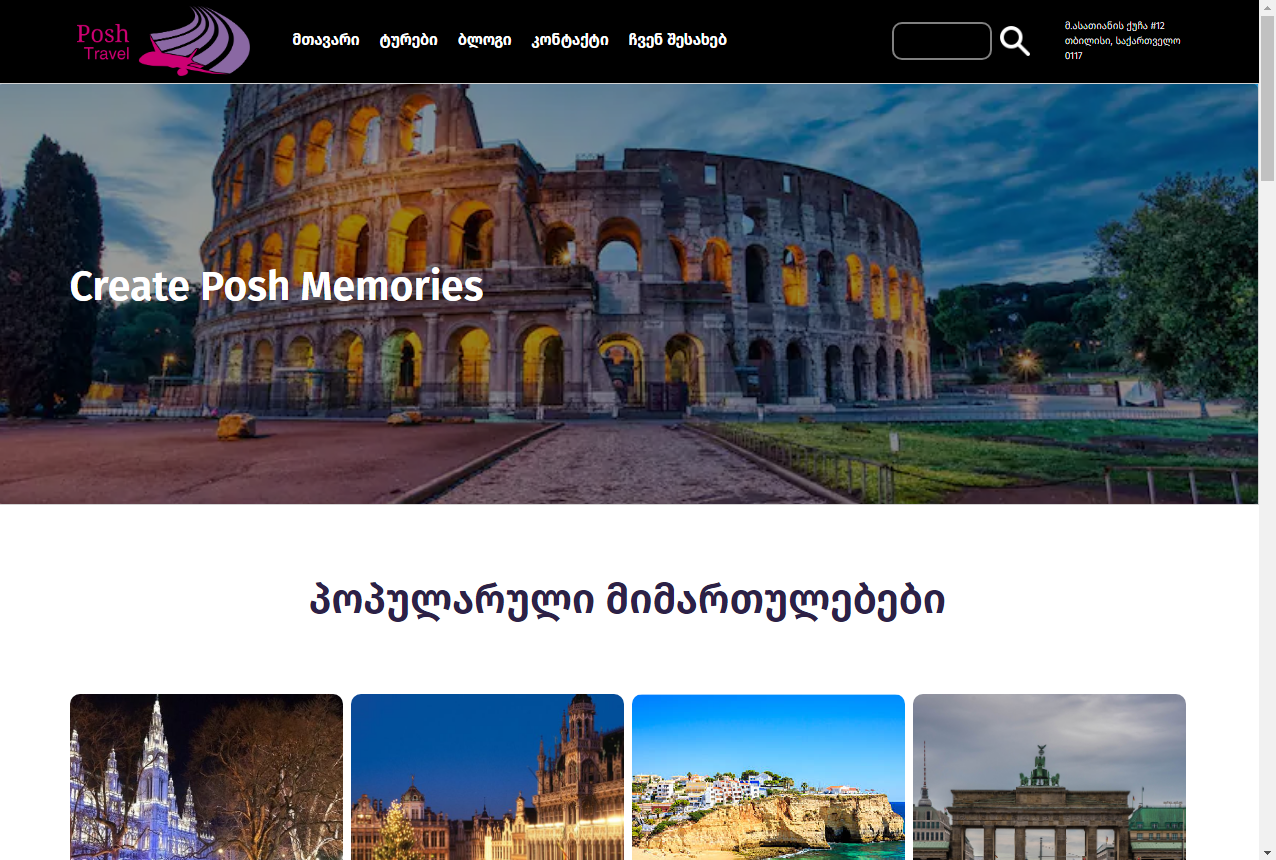 Posh
Travel
მთავარი ტურები ბლოგი კონტაქტი ჩვენ შესახებ
მ.ასათიანის ქუჩა #12
თბილისი, საქართველო
0117
Create Posh Memories
პოპულარული მიმართულებები